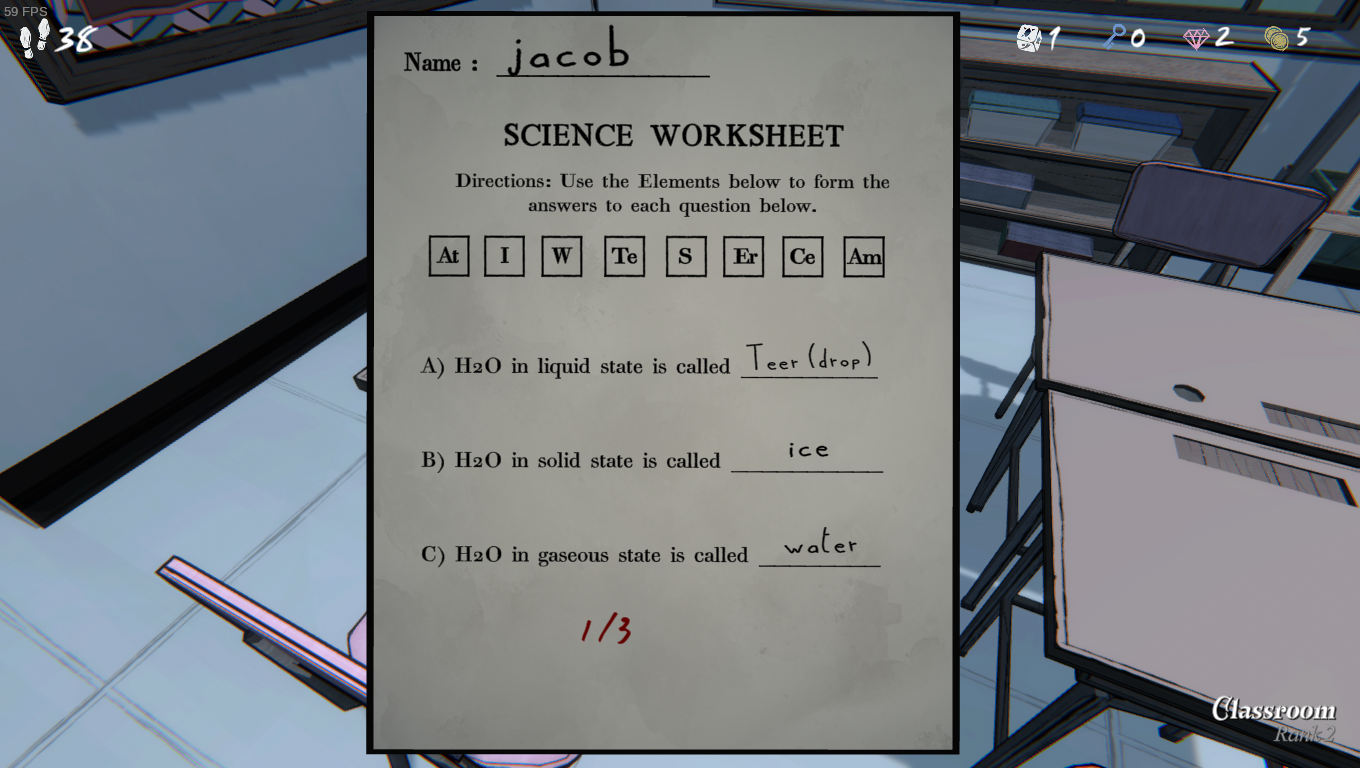 59 FPS
38
1 0 2 5
Name : jacob
SCIENCE WORKSHEET
Directions: Use the Elements below to form the
answers to each question below.
At I W Te S Er Ce Am
A) H2O in liquid state is called Teer (drop)
B) H2O in solid state is called ice
C) H2O in gaseous state is called water
1/3
Classroom
Rank 2